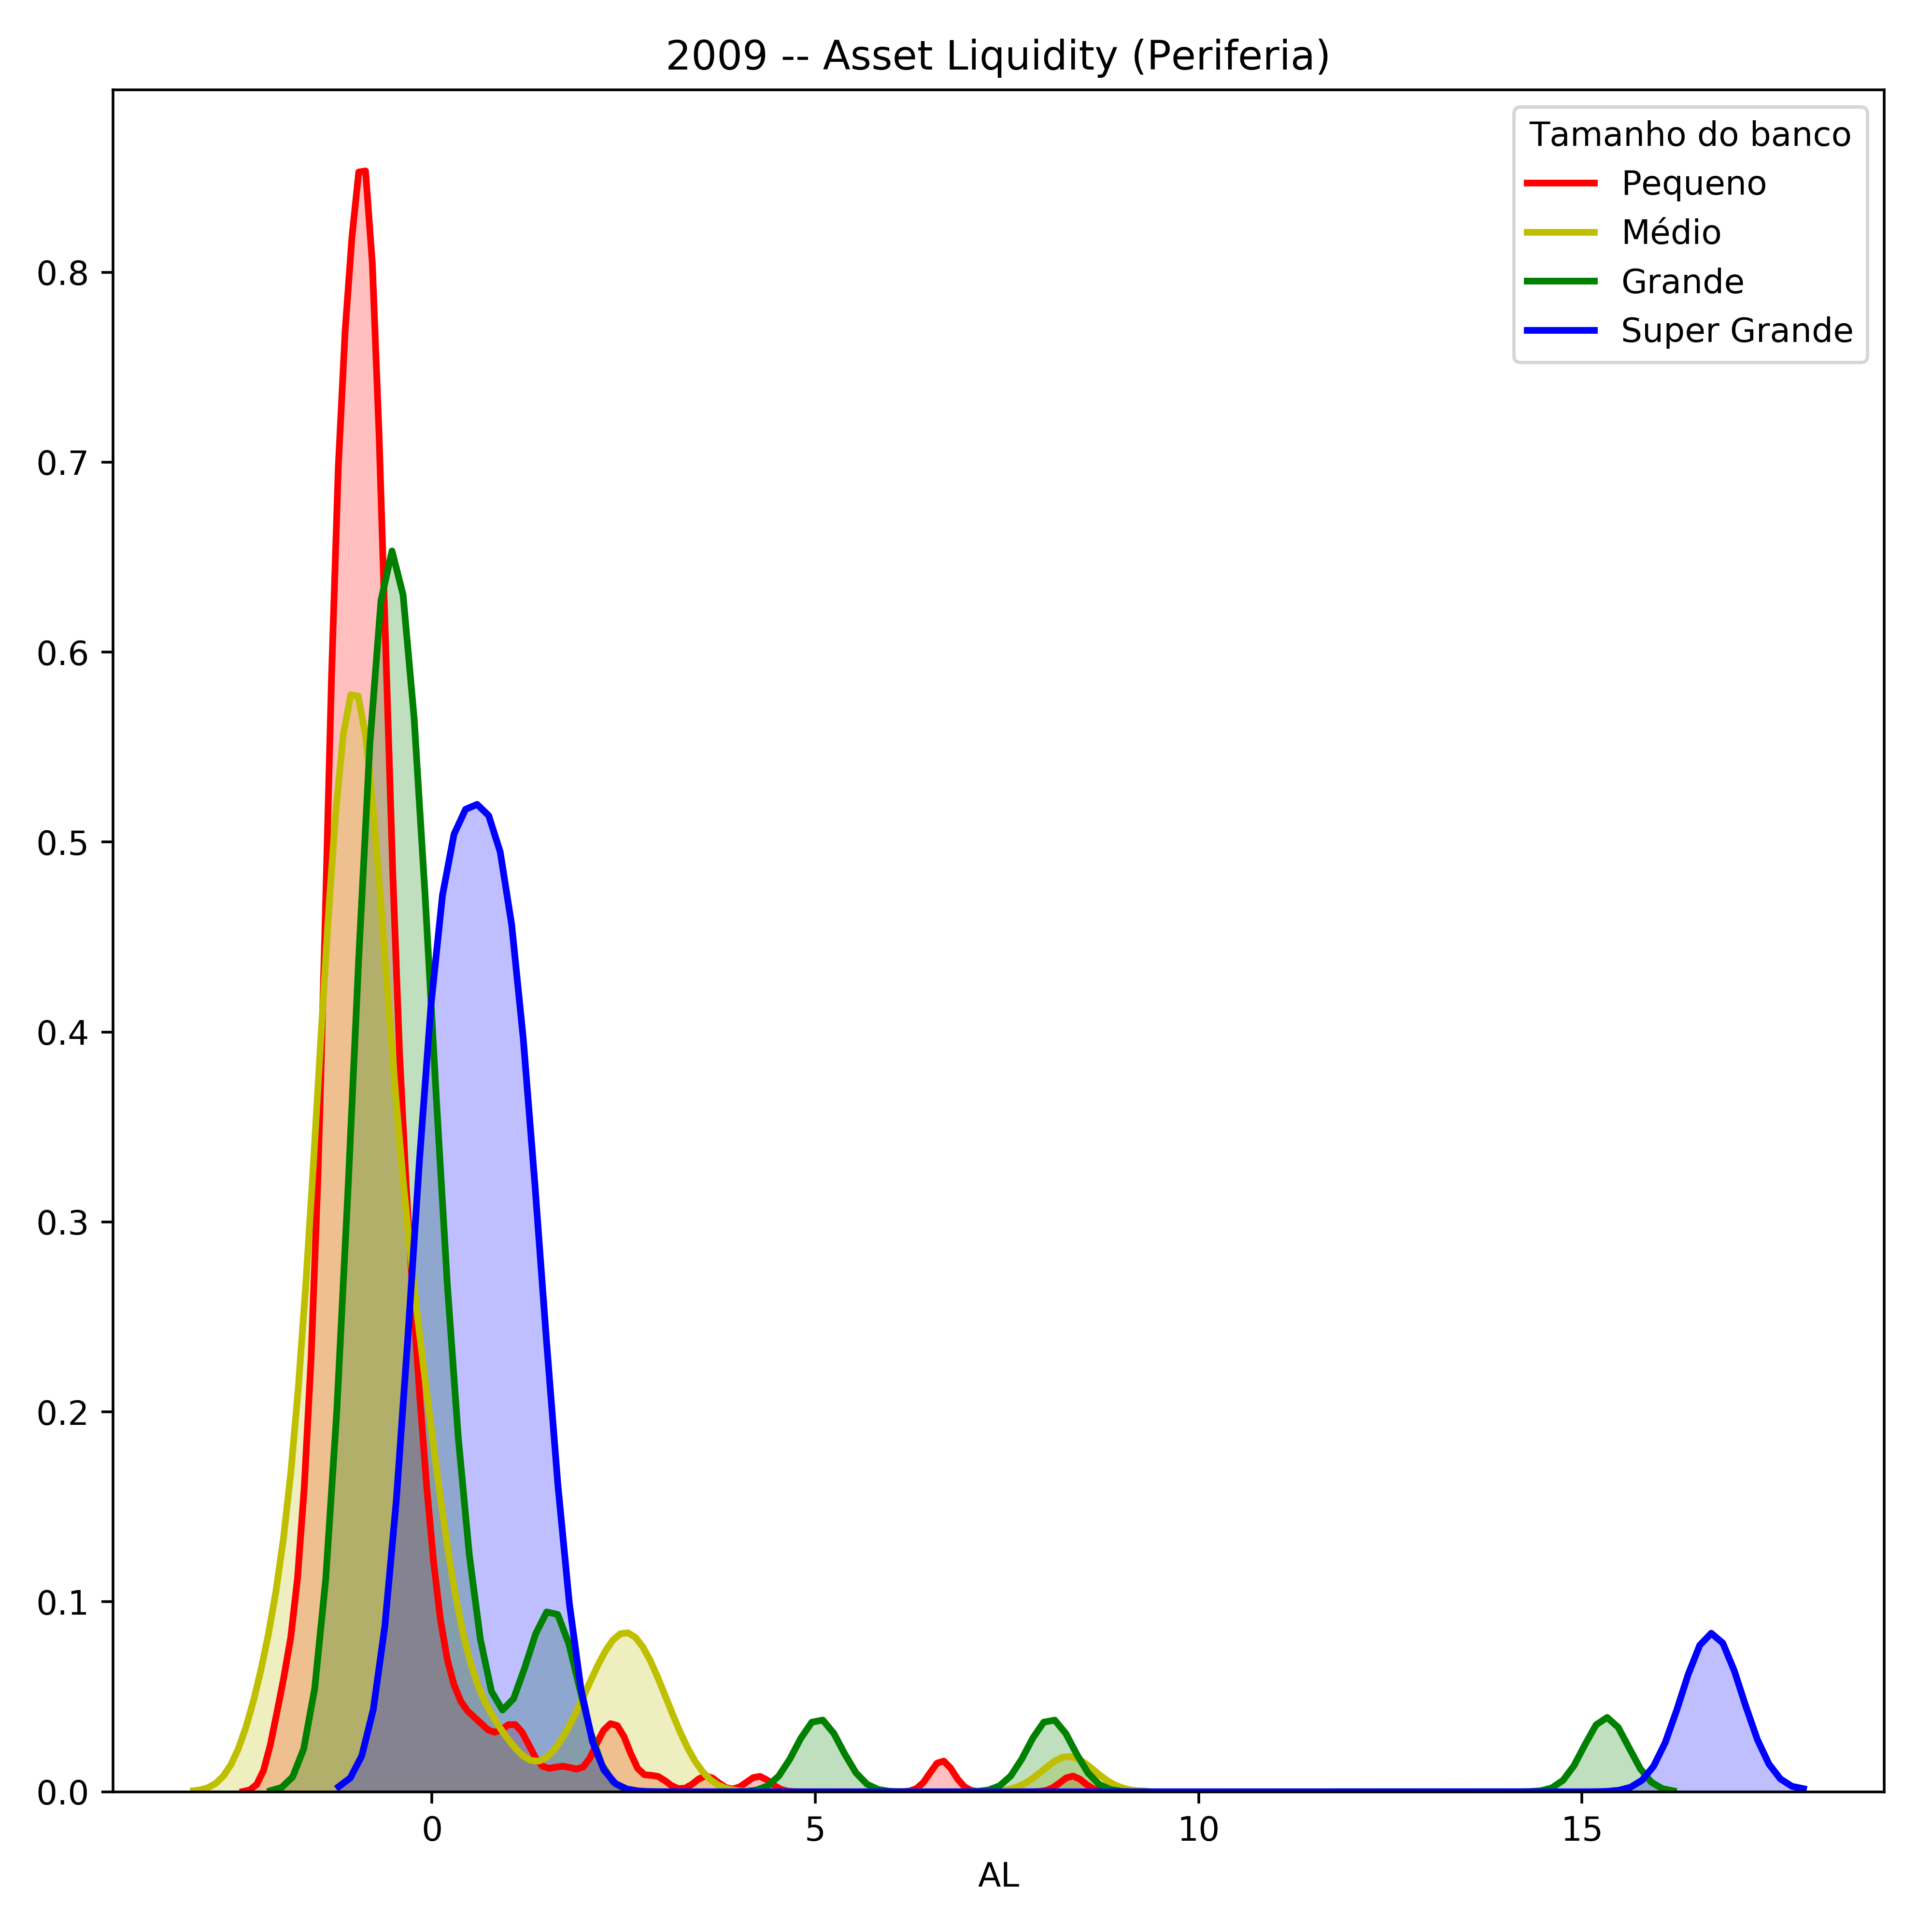 2009 -- Asset Liquidity (Periferia)
Tamanho do banco
Pequeno
Médio
Grande
Super Grande
0.8
0.7
0.6
0.5
0.4
0.3
0.2
0.1
0.0
0 5 10 15
AL